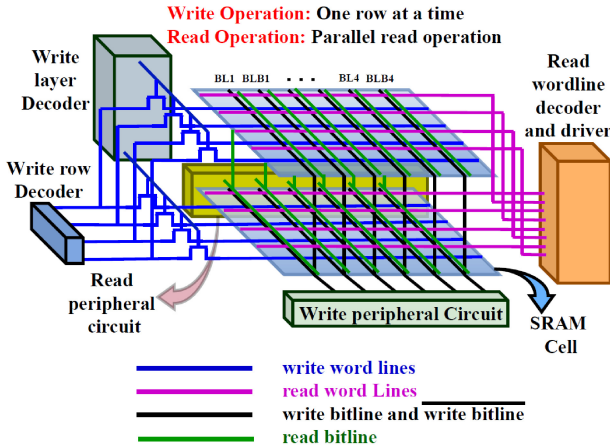 Write Operation: One row at a time
Read Operation: Parallel read operation
Write
layer
Decoder
BL1 BLB1 . . . BL4 BLB4
Read
wordline
decoder
and driver
Write row
Decoder
Read
peripheral
circuit
Write peripheral Circuit
SRAM
Cell
write word lines
read word Lines
write bitline and write bitline
read bitline